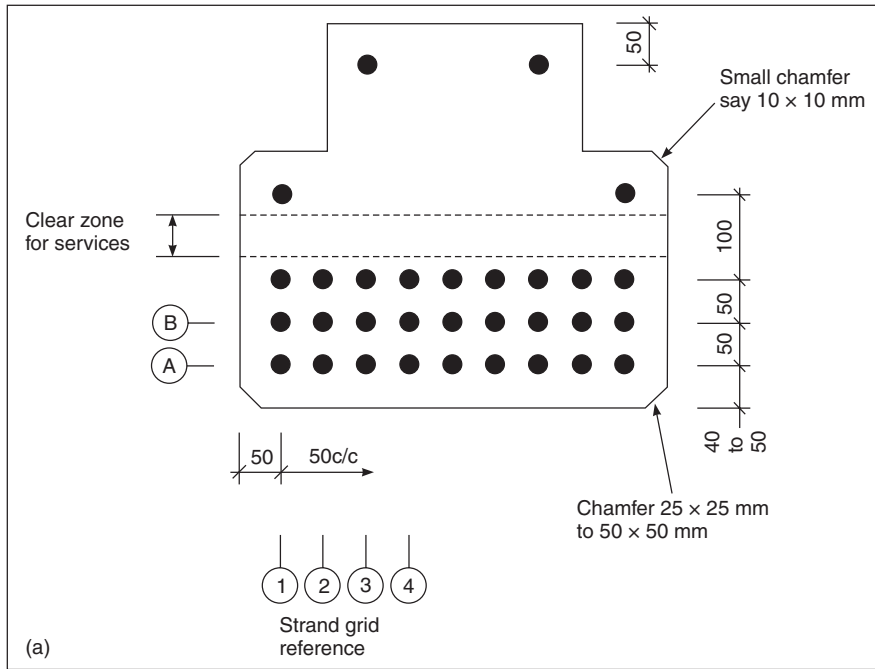 50
Small chamfer
say 10 × 10 mm
Clear zone
for services
100
50
50
B
A
40
to
50
50
50c/c
Chamfer 25 × 25 mm
to 50 × 50 mm
1 2 3 4
Strand grid
reference
(a)